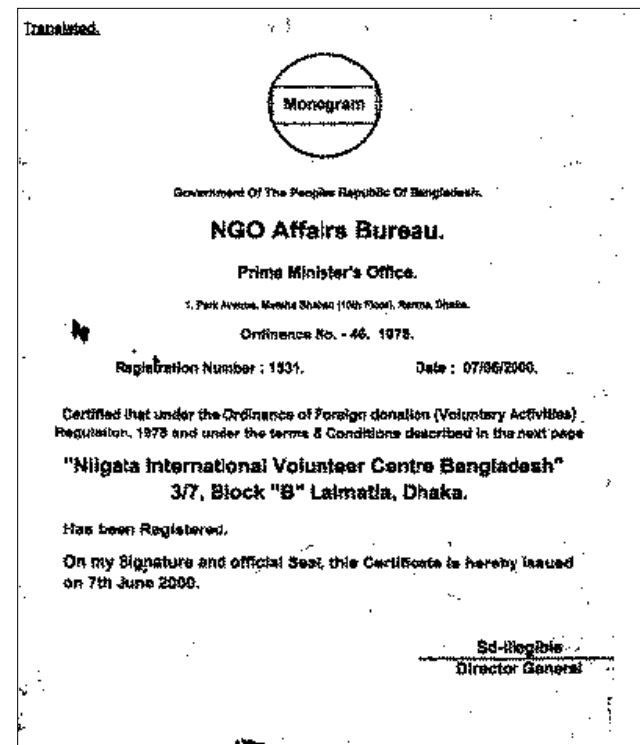 Translated.
Monogram
Government Of The Peoples Republic Of Bangladesh.
NGO Affairs Bureau.
Prime Minister's Office.
1, Park Avenue, Matsha Bhaban (10th Floor), Ramna, Dhaka.
Ordinance No. - 46, 1978.
Registration Number : 1531. Date : 07/06/2000.
Certified that under the Ordinance of Foreign donation (Voluntary Activities)
Regulation, 1978 and under the terms & Conditions described in the next page
"Niigata International Volunteer Centre Bangladesh"
3/7, Block "B" Lalmatia, Dhaka.
Has been Registered.
On my Signature and official Seal, this Certificate is hereby issued
on 7th June 2000.
Sd-Illegible
Director General